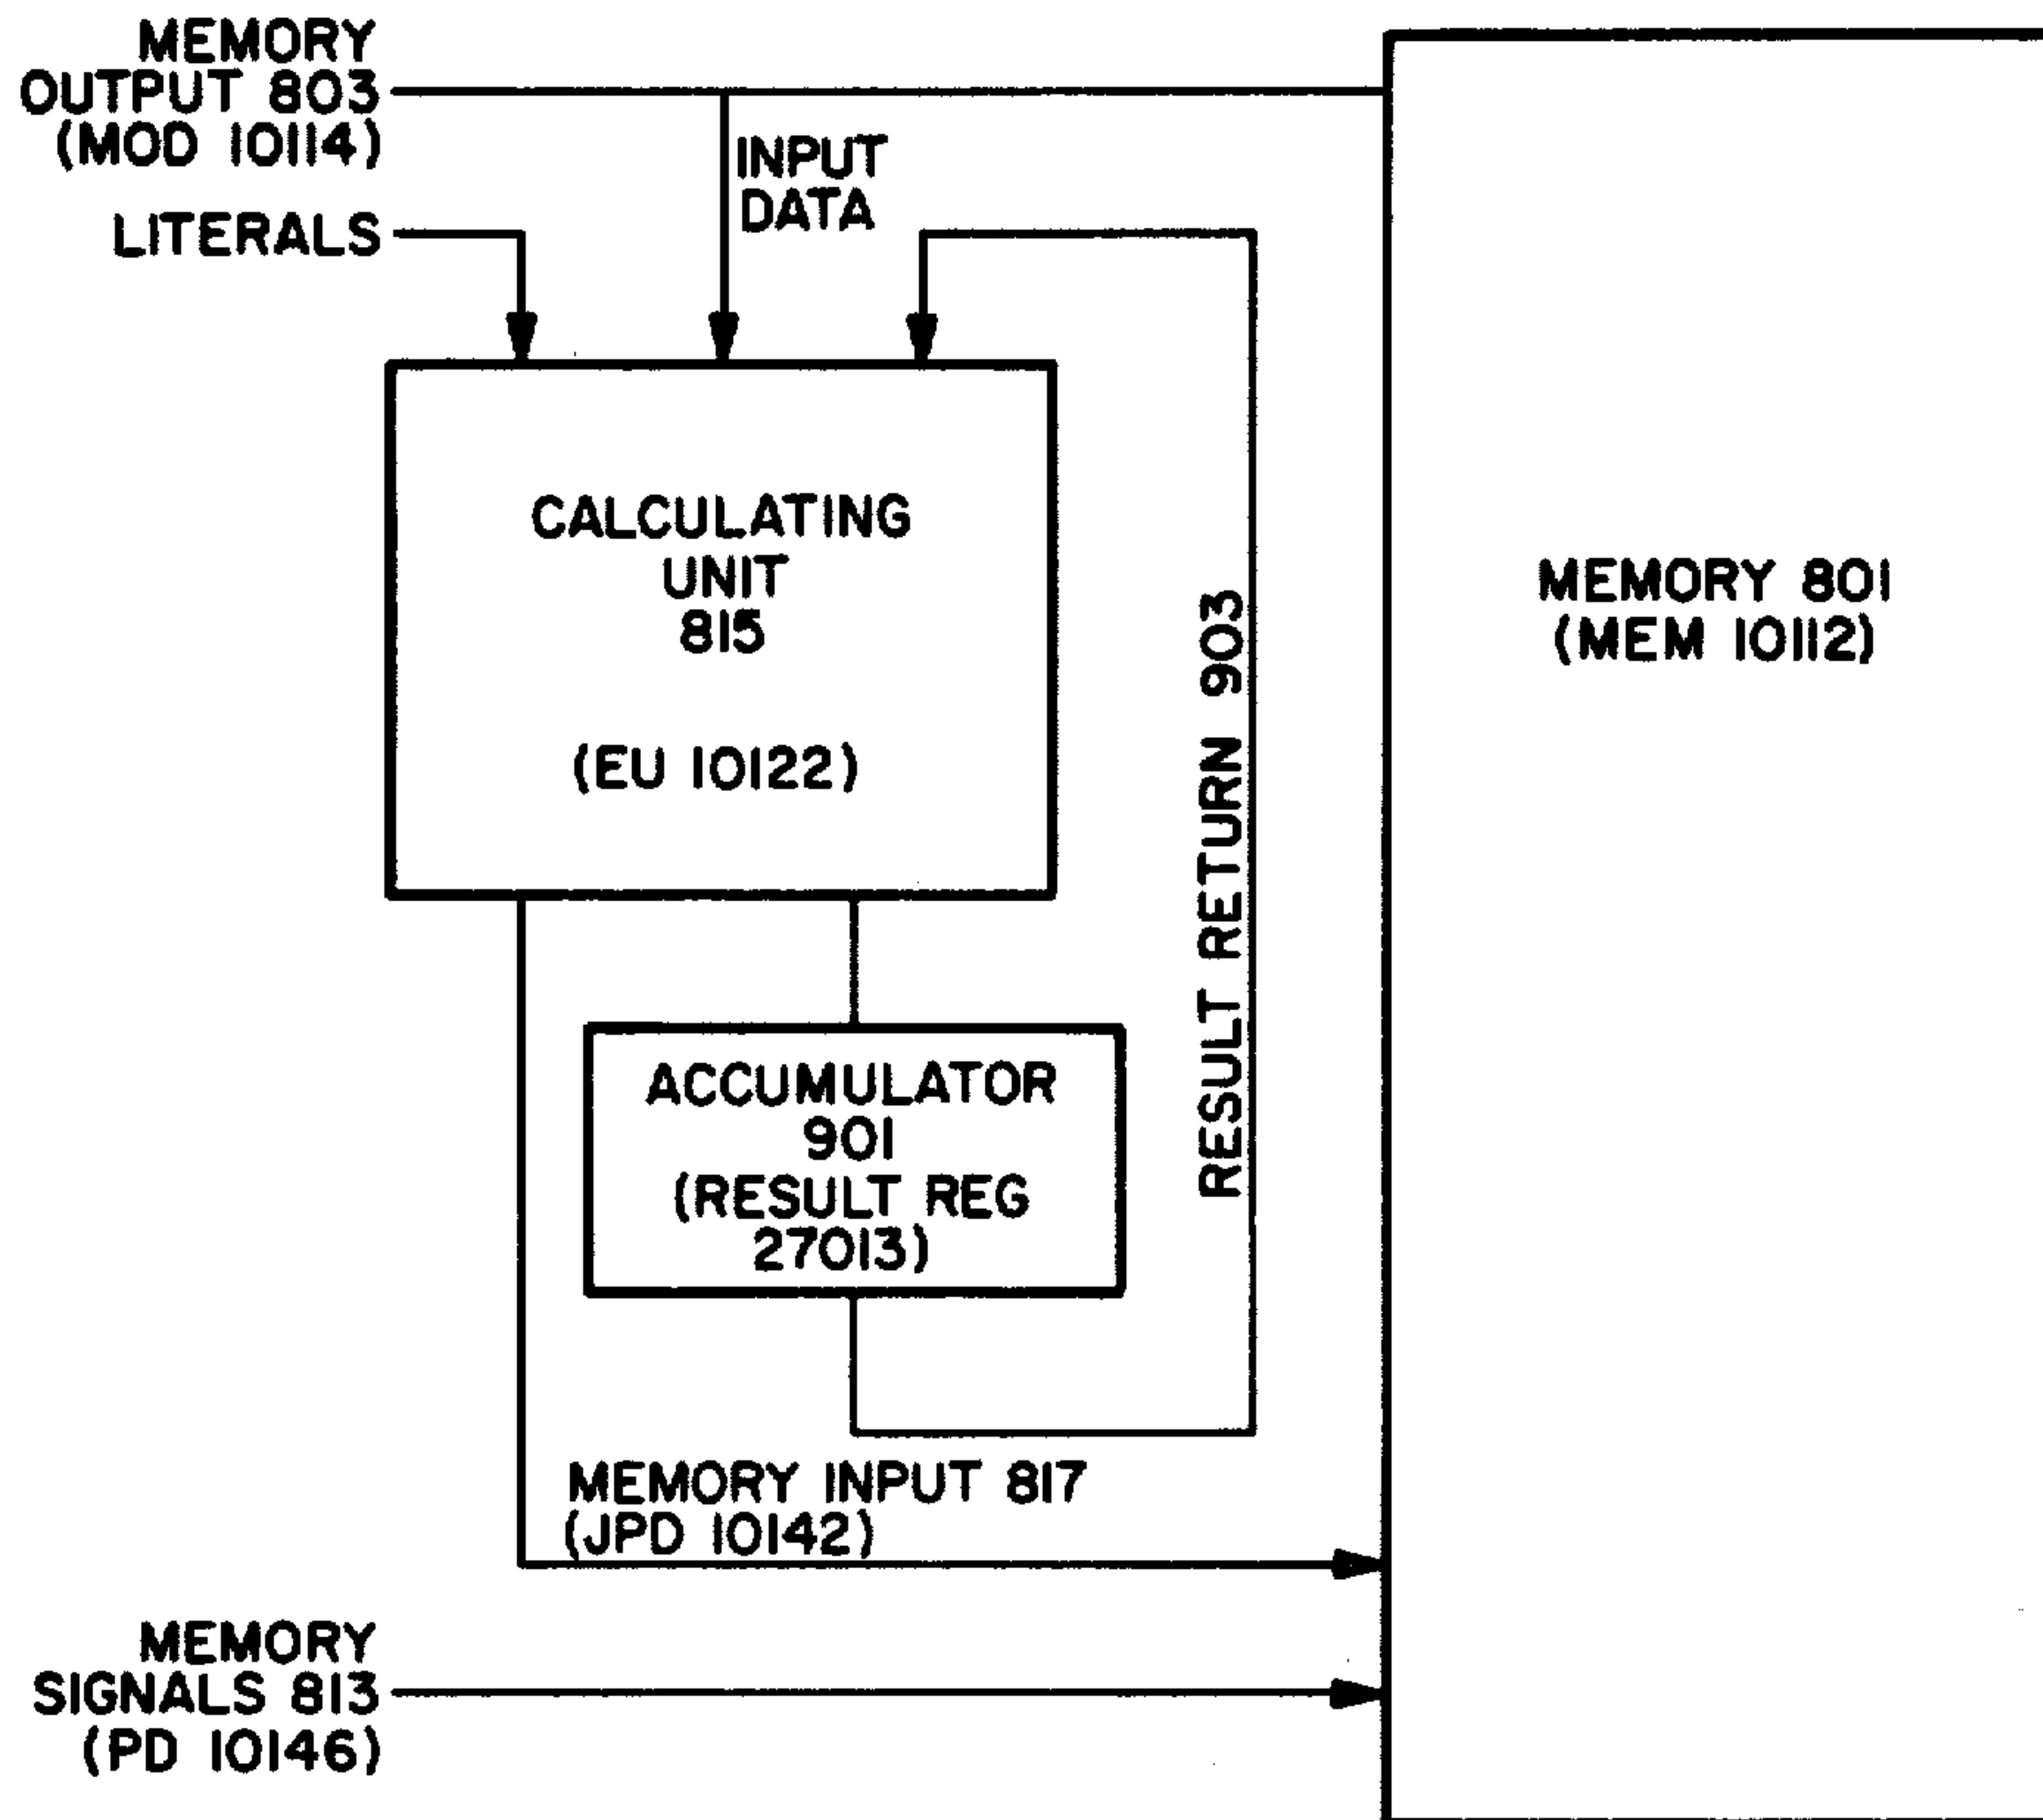 MEMORY
OUTPUT 803
(MOD 10114)
INPUT
DATA
LITERALS
CALCULATING
UNIT
815
(EU 10122)
MEMORY 801
(MEM 10112)
RESULT RETURN 903
ACCUMULATOR
901
(RESULT REG
27013)
MEMORY INPUT 817
(JPD 10142)
MEMORY
SIGNALS 813
(PD 10146)